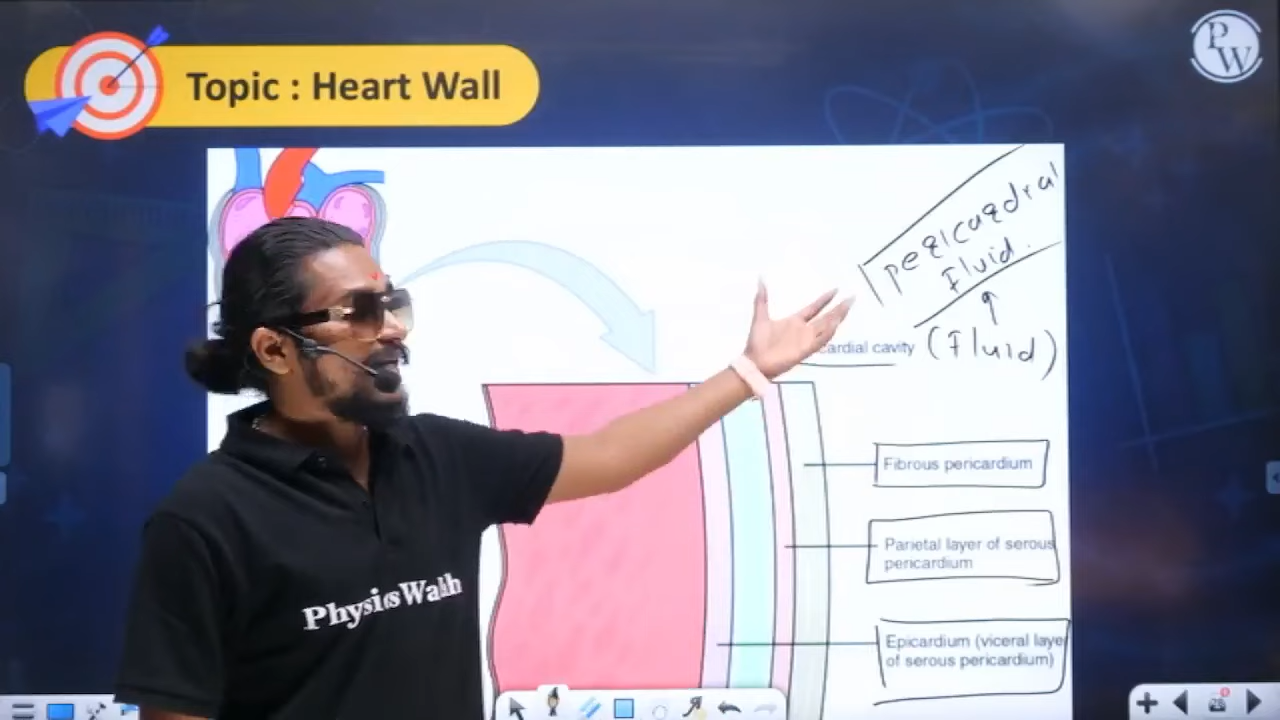 Topic : Heart Wall
PW
pericardial
Fluid.
cardial cavity (Fluid)
Fibrous pericardium
Parietal layer of serous
pericardium
Epicardium (viceral layer
of serous pericardium)
PhysicsWallah